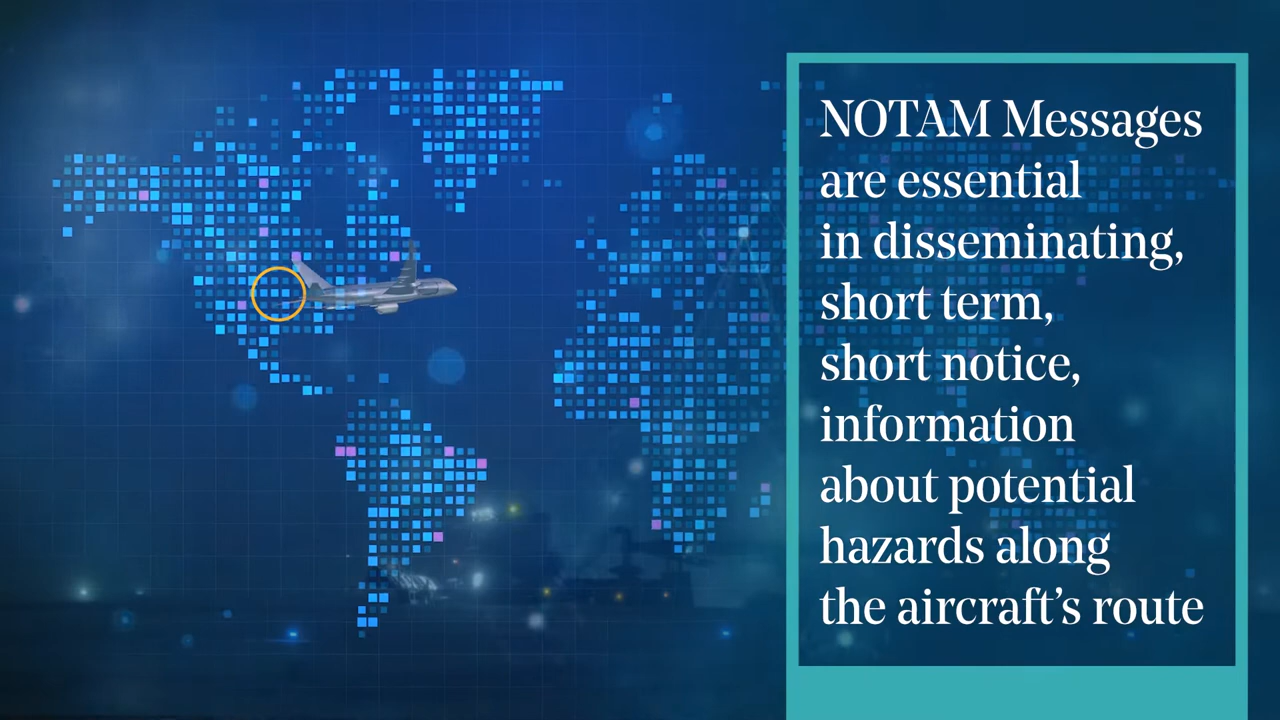 NOTAM Messages
are essential
in disseminating,
short term,
short notice,
information
about potential
hazards along
the aircraft’s route